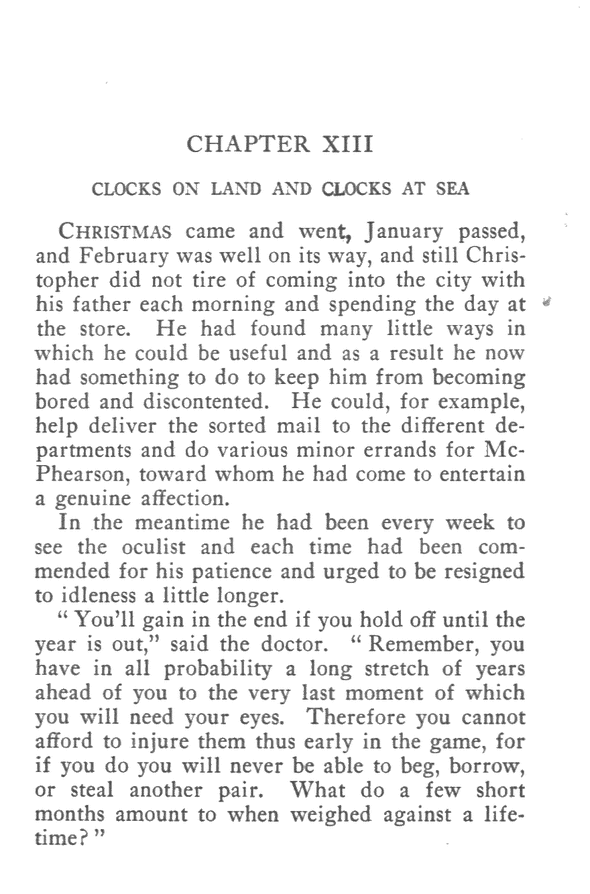 CHAPTER XIII
CLOCKS ON LAND AND CLOCKS AT SEA
CHRISTMAS came and went, January passed,
and February was well on its way, and still Chris-
topher did not tire of coming into the city with
his father each morning and spending the day at
the store. He had found many little ways in
which he could be useful and as a result he now
had something to do to keep him from becoming
bored and discontented. He could, for example,
help deliver the sorted mail to the different de-
partments and do various minor errands for Mc-
Phearson, toward whom he had come to entertain
a genuine affection.
In the meantime he had been every week to
see the oculist and each time had been com-
mended for his patience and urged to be resigned
to idleness a little longer.
“ You’ll gain in the end if you hold off until the
year is out,” said the doctor. “ Remember, you
have in all probability a long stretch of years
ahead of you to the very last moment of which
you will need your eyes. Therefore you cannot
afford to injure them thus early in the game, for
if you do you will never be able to beg, borrow,
or steal another pair. What do a few short
months amount to when weighed against a life-
time? ”